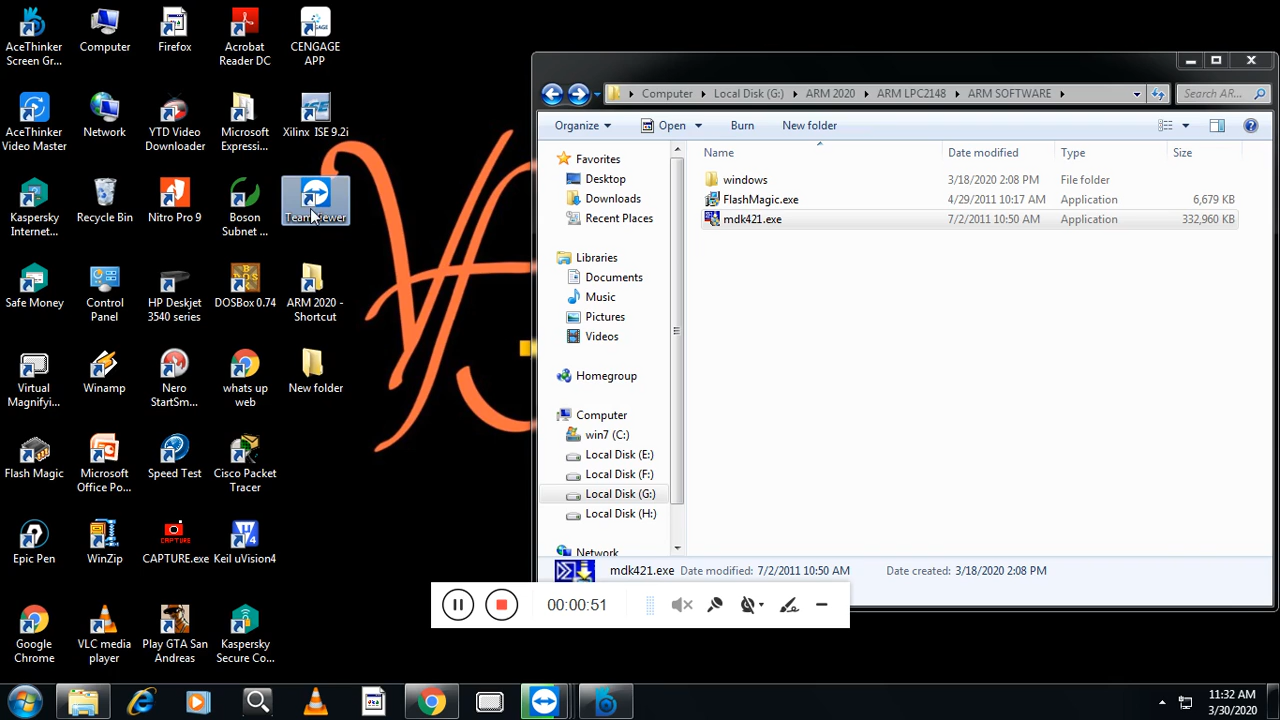 AceThinker
Screen Gr...
Computer
Firefox
Acrobat
Reader DC
CENGAGE
APP
AceThinker
Video Master
Network
YTD Video
Downloader
Microsoft
Expressi...
Xilinx ISE 9.2i
Kaspersky
Internet...
Recycle Bin
Nitro Pro 9
Boson
Subnet ...
TeamViewer
Safe Money
Control
Panel
HP Deskjet
3540 series
DOSBox 0.74
ARM 2020 -
Shortcut
Virtual
Magnifyi...
Winamp
Nero
StartSm...
whats up
web
New folder
Flash Magic
Microsoft
Office Po...
Speed Test
Cisco Packet
Tracer
Epic Pen
WinZip
CAPTURE.exe
Keil uVision4
Google
Chrome
VLC media
player
Play GTA San
Andreas
Kaspersky
Secure Co...
Computer Local Disk (G:) ARM 2020 ARM LPC2148 ARM SOFTWARE Search AR...
Organize Open Burn New folder
Name Date modified Type Size
windows 3/18/2020 2:08 PM File folder
FlashMagic.exe 4/29/2011 10:17 AM Application 6,679 KB
mdk421.exe 7/2/2011 10:50 AM Application 332,960 KB
Favorites
Desktop
Downloads
Recent Places
Libraries
Documents
Music
Pictures
Videos
Homegroup
Computer
win7 (C:)
Local Disk (E:)
Local Disk (F:)
Local Disk (G:)
Local Disk (H:)
Network
mdk421.exe Date modified: 7/2/2011 10:50 AM Date created: 3/18/2020 2:08 PM
00:00:51
11:32 AM
3/30/2020